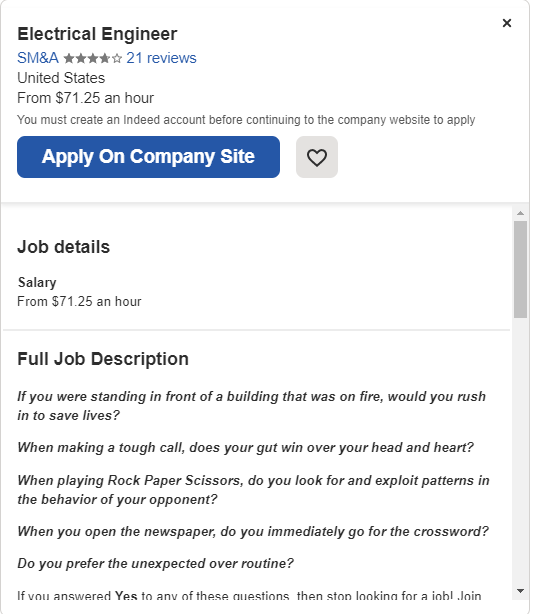 Electrical Engineer
SM&A ★★★★☆ 21 reviews
United States
From $71.25 an hour
You must create an Indeed account before continuing to the company website to apply
Apply On Company Site
Job details
Salary
From $71.25 an hour
Full Job Description
If you were standing in front of a building that was on fire, would you rush
in to save lives?
When making a tough call, does your gut win over your head and heart?
When playing Rock Paper Scissors, do you look for and exploit patterns in
the behavior of your opponent?
When you open the newspaper, do you immediately go for the crossword?
Do you prefer the unexpected over routine?
If you answered Yes to any of these questions, then stop looking for a job! Join